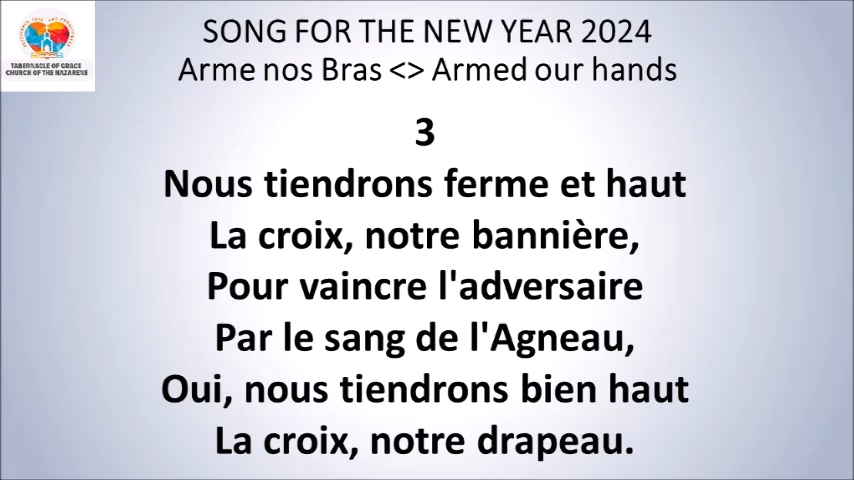 TABERNACLE OF GRACE
CHURCH OF THE NAZARENE
SONG FOR THE NEW YEAR 2024
Arme nos Bras <> Armed our hands
3
Nous tiendrons ferme et haut
La croix, notre bannière,
Pour vaincre l'adversaire
Par le sang de l'Agneau,
Oui, nous tiendrons bien haut
La croix, notre drapeau.